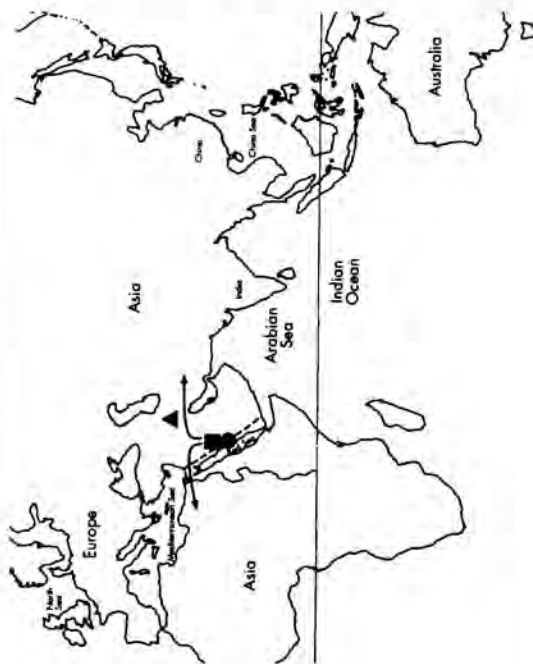 Europe
North
Sea
Mediterranean Sea
Asia
Asia
China
China Sea
India
Arabian
Sea
Indian
Ocean
Australia